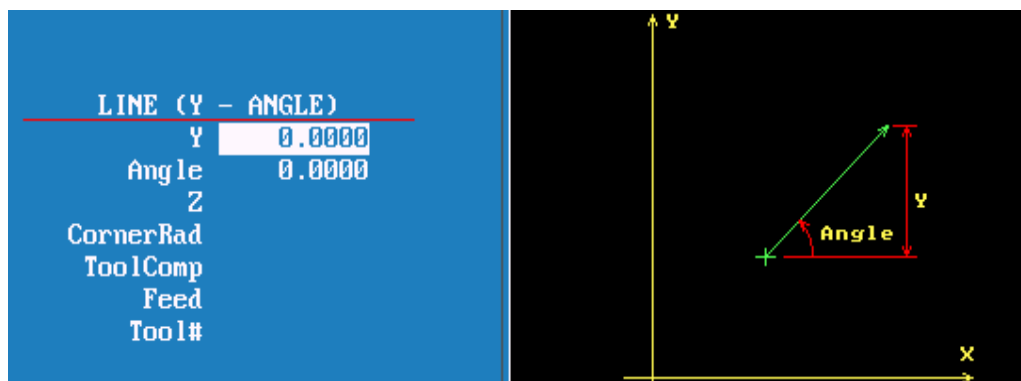 LINE (Y - ANGLE)
Y 0.0000
Angle 0.0000
Z
CornerRad
ToolComp
Feed
Tool#
Y
Y
Angle
X